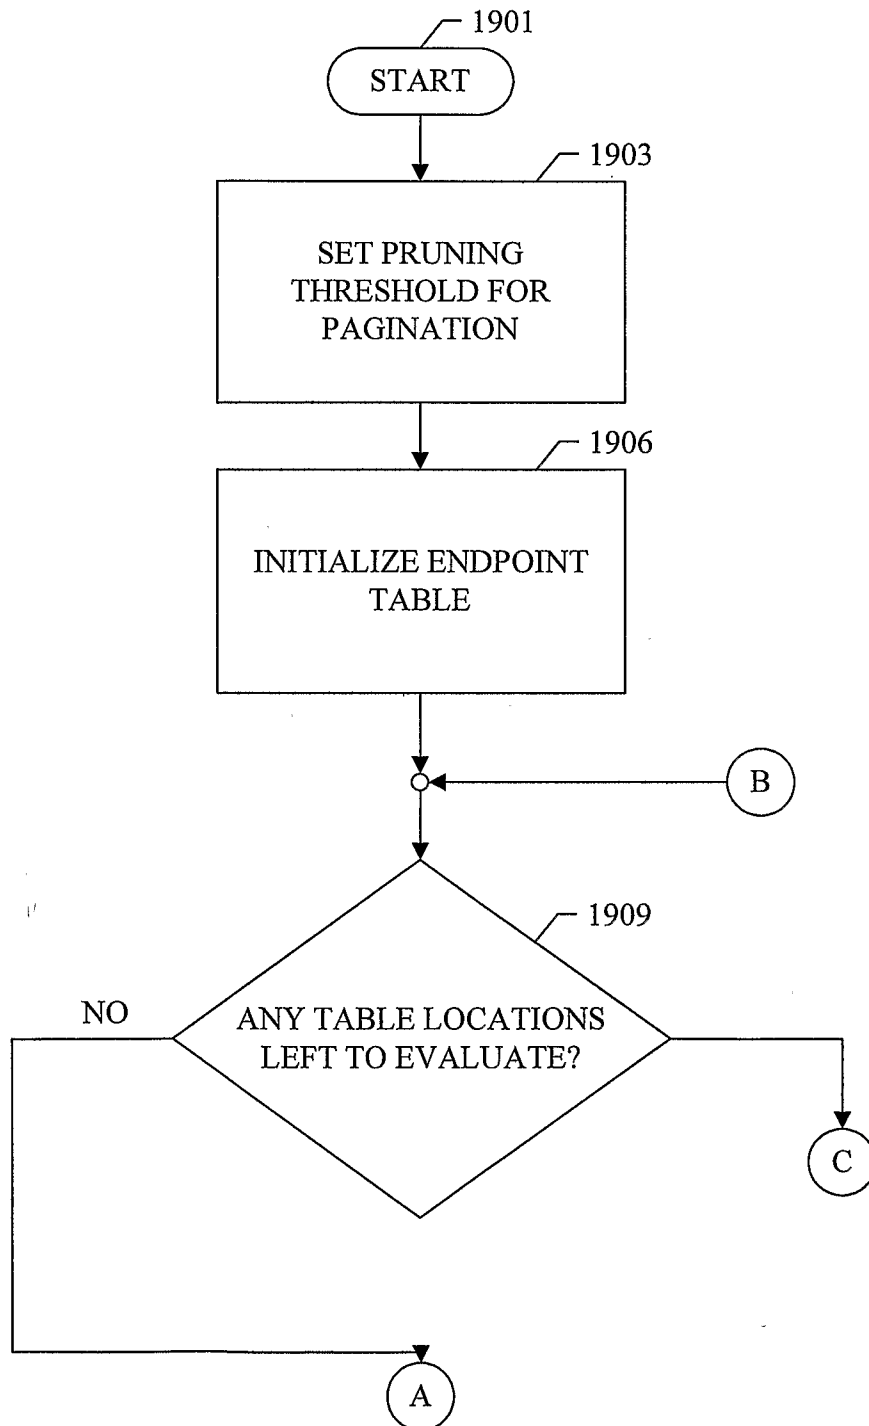 1901
START
1903
SET PRUNING
THRESHOLD FOR
PAGINATION
1906
INITIALIZE ENDPOINT
TABLE
B
1909
NO
ANY TABLE LOCATIONS
LEFT TO EVALUATE?
C
A